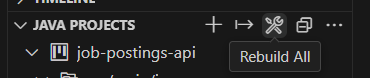 TIMELINE
JAVA PROJECTS
job-postings-api
Rebuild All